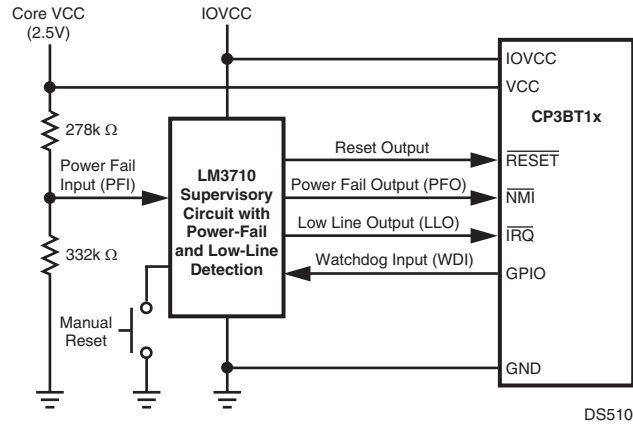 Core VCC
(2.5V)
IOVCC
278k Ω
Power Fail
Input (PFI)
332k Ω
Manual
Reset
LM3710
Supervisory
Circuit with
Power-Fail
and Low-Line
Detection
Reset Output
Power Fail Output (PFO)
Low Line Output (LLO)
Watchdog Input (WDI)
IOVCC
VCC
CP3BT1x
RESET
NMI
IRQ
GPIO
GND
DS510